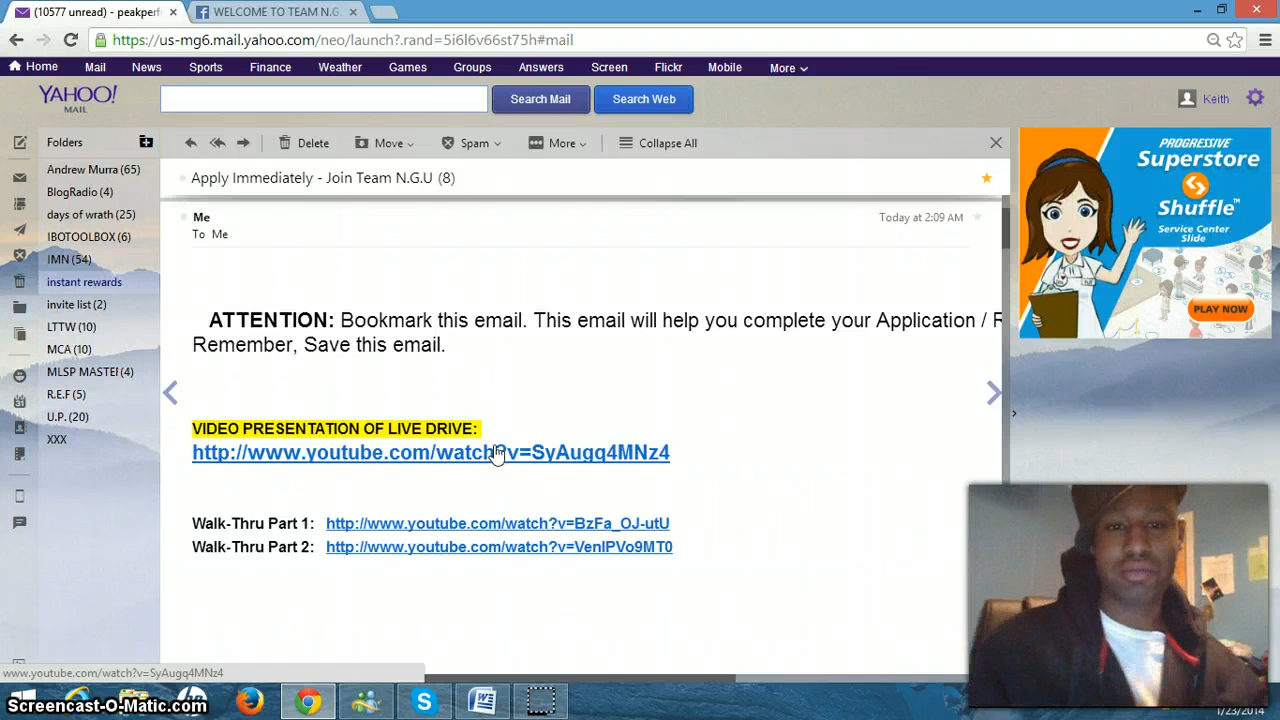 (10577 unread) - peakperf
WELCOME TO TEAM N.G.
https://us-mg6.mail.yahoo.com/neo/launch?.rand=5i6l6v66st75h#mail
Home Mail News Sports Finance Weather Games Groups Answers Screen Flickr Mobile More
YAHOO!
MAIL
Search Mail
Search Web
Keith
Folders
Delete Move Spam More Collapse All
Andrew Murra (65)
BlogRadio (4)
days of wrath (25)
IBOTOOLBOX (6)
IMN (54)
instant rewards
invite list (2)
LTTW (10)
MCA (10)
MLSP MASTER (4)
R.E.F (5)
U.P. (20)
XXX
Apply Immediately - Join Team N.G.U (8)
Me
Today at 2:09 AM
To Me
ATTENTION: Bookmark this email. This email will help you complete your Application / R
Remember, Save this email.
VIDEO PRESENTATION OF LIVE DRIVE:
http://www.youtube.com/watch?v=SyAugq4MNz4
Walk-Thru Part 1: http://www.youtube.com/watch?v=BzFa_OJ-utU
Walk-Thru Part 2: http://www.youtube.com/watch?v=VenIPVo9MT0
PROGRESSIVE
Superstore
Shuffle™
Service Center
Slide
PLAY NOW
www.youtube.com/watch?v=SyAugq4MNz4
Screencast-O-Matic.com
1/23/2014